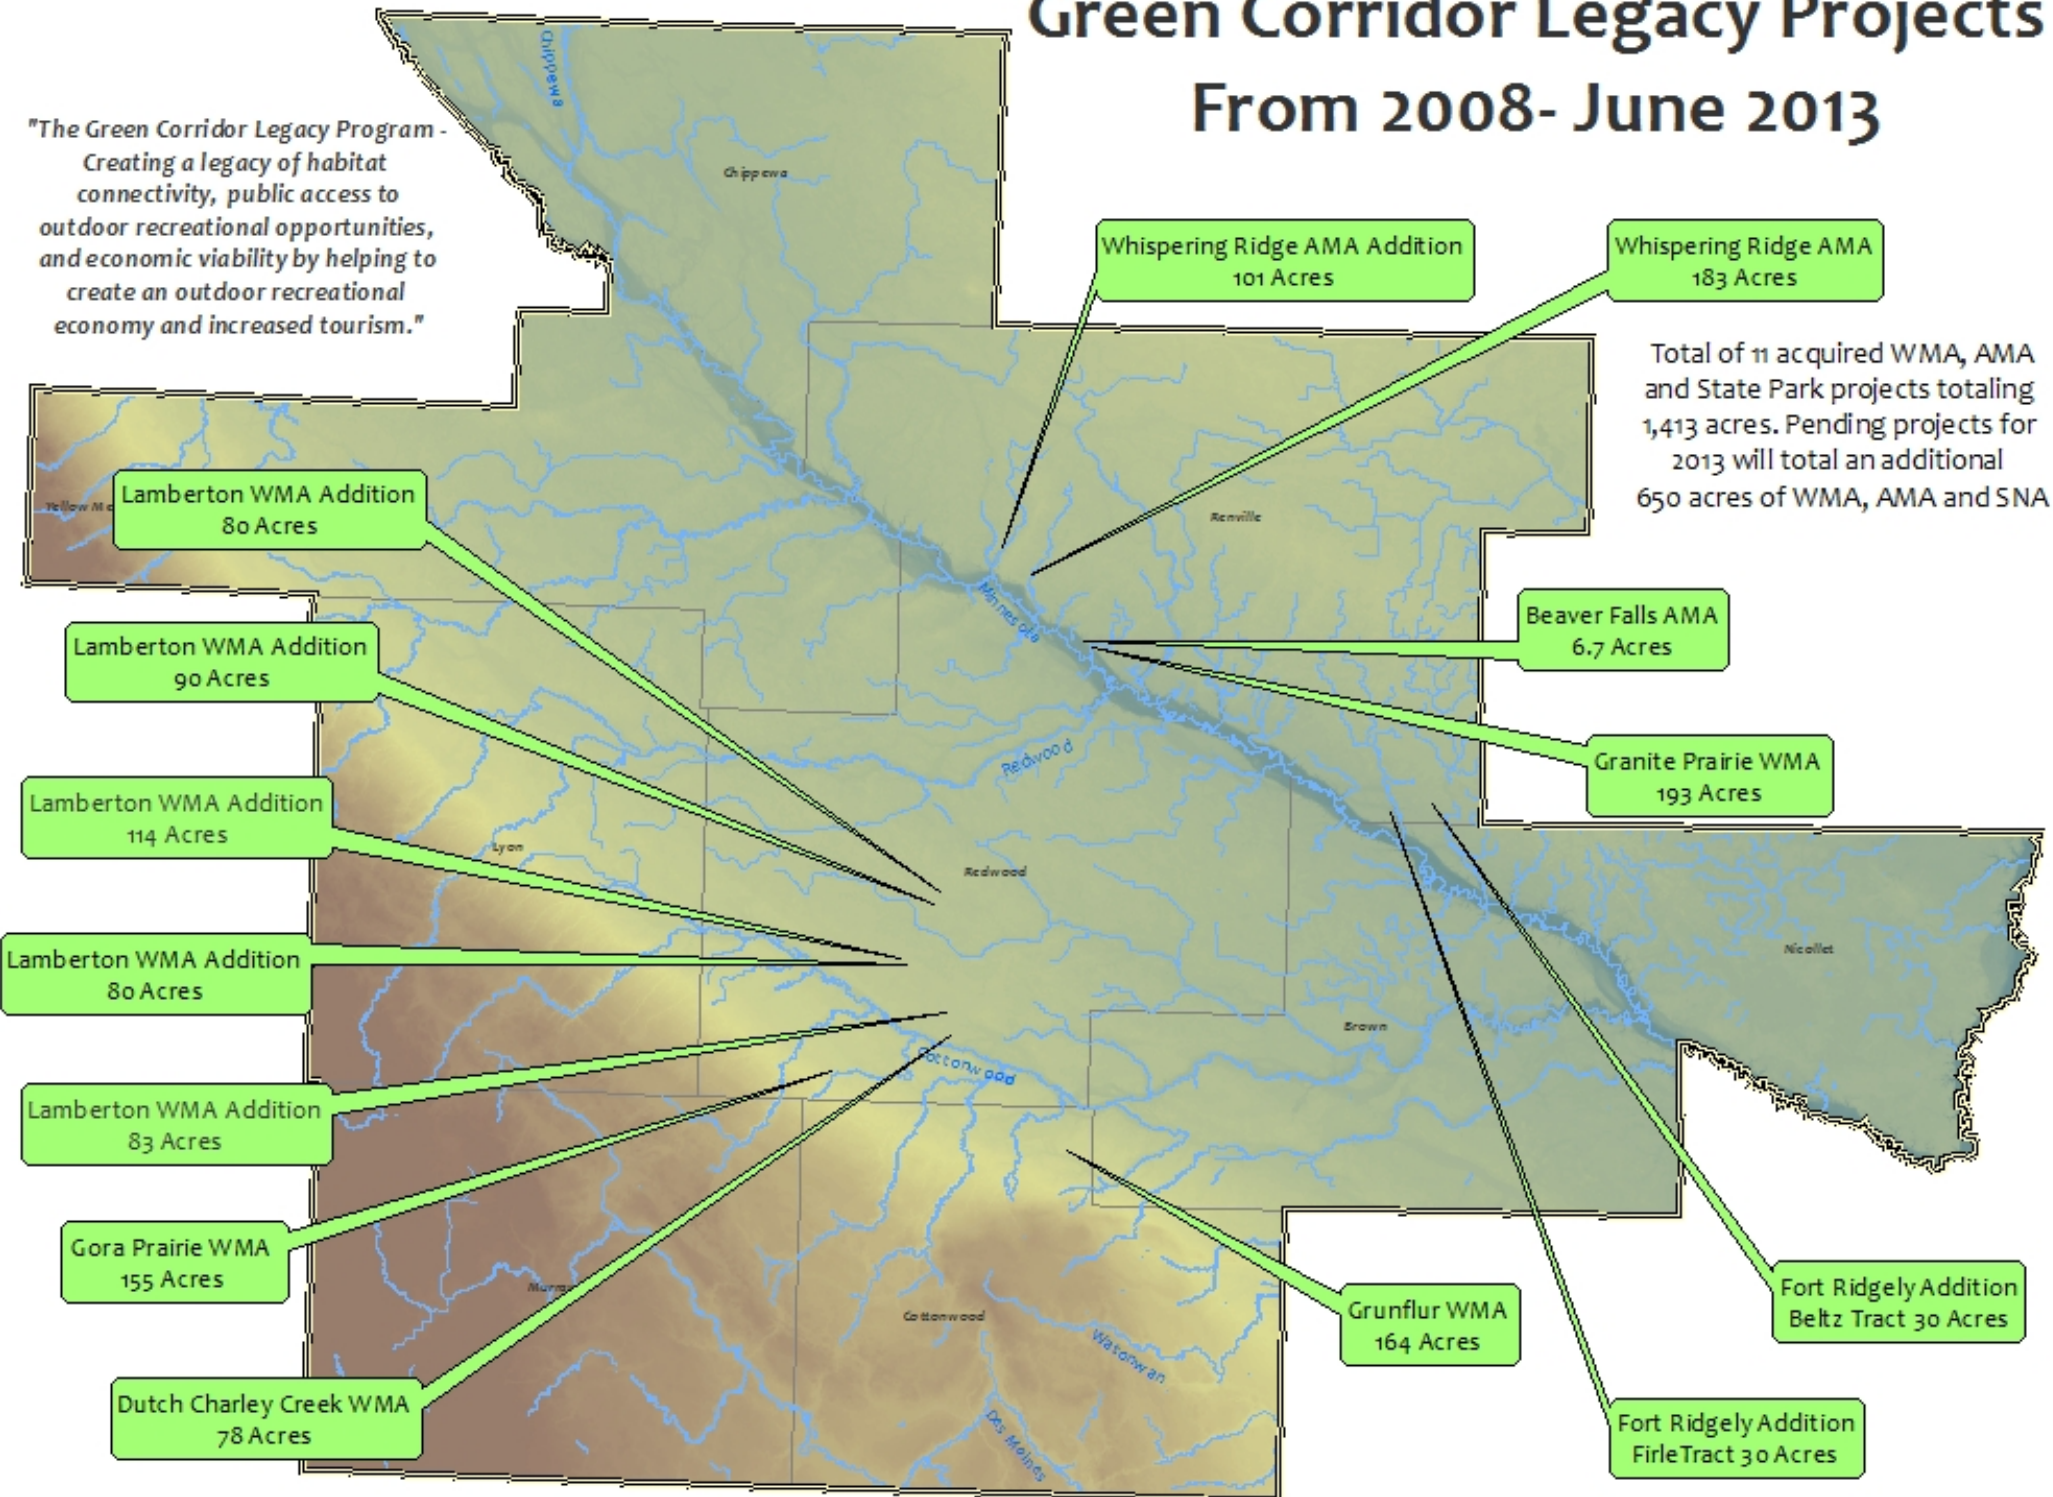 Green Corridor Legacy Projects
From 2008- June 2013
"The Green Corridor Legacy Program -
Creating a legacy of habitat
connectivity, public access to
outdoor recreational opportunities,
and economic viability by helping to
create an outdoor recreational
economy and increased tourism."
Chippewa
Chippewa
Whispering Ridge AMA Addition
101 Acres
Whispering Ridge AMA
183 Acres
Total of 11 acquired WMA, AMA
and State Park projects totaling
1,413 acres. Pending projects for
2013 will total an additional
650 acres of WMA, AMA and SNA
Lamberton WMA Addition
80 Acres
Yellow Me
Renville
Minnesota
Beaver Falls AMA
6.7 Acres
Lamberton WMA Addition
90 Acres
Redwood
Granite Prairie WMA
193 Acres
Lamberton WMA Addition
114 Acres
Lyon
Redwood
Lamberton WMA Addition
80 Acres
Nicollet
Brown
Cottonwood
Lamberton WMA Addition
83 Acres
Gora Prairie WMA
155 Acres
Murray
Cottonwood
Watonwan
Grunflur WMA
164 Acres
Fort Ridgely Addition
Beltz Tract 30 Acres
Dutch Charley Creek WMA
78 Acres
Des Moines
Fort Ridgely Addition
FirleTract 30 Acres